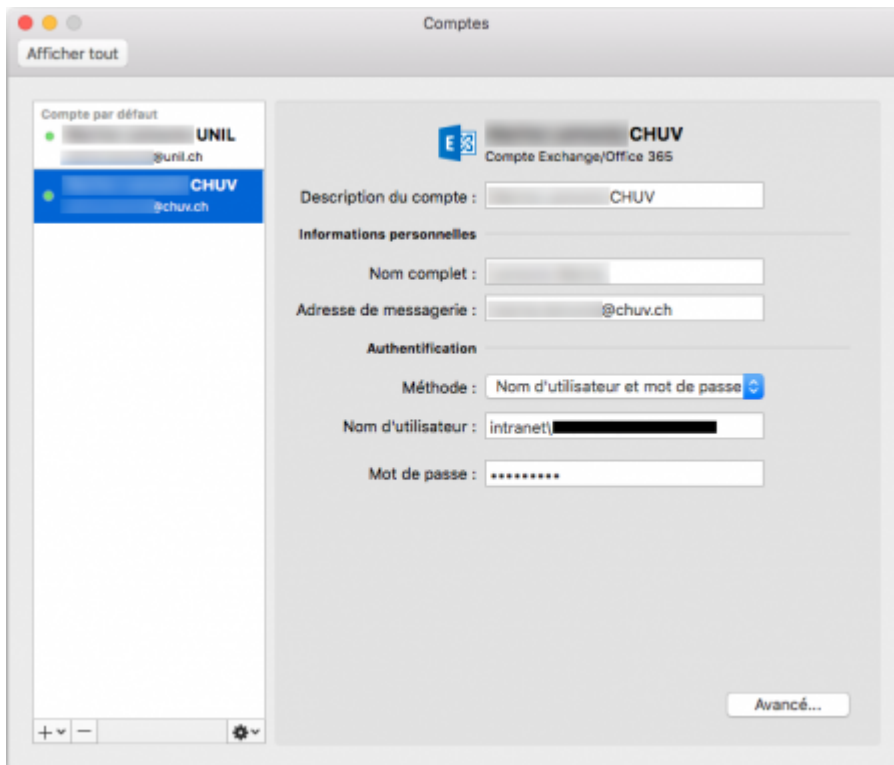 Comptes
Afficher tout
Compte par défaut
UNIL
@unil.ch
CHUV
@chuv.ch
E
CHUV
Compte Exchange/Office 365
Description du compte : CHUV
Informations personnelles
Nom complet :
Adresse de messagerie : @chuv.ch
Authentification
Méthode : Nom d'utilisateur et mot de passe
Nom d'utilisateur : intranet\
Mot de passe : •••••••••
Avancé...